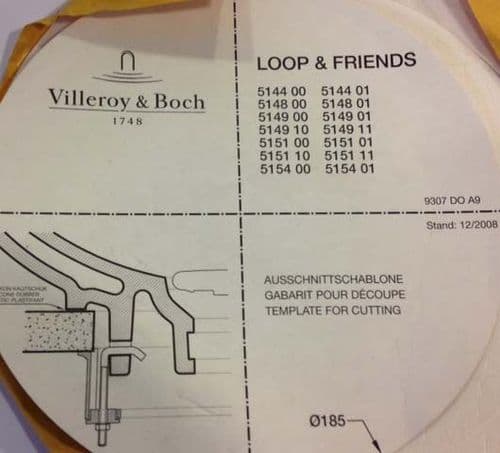 Villeroy & Boch
1748
LOOP & FRIENDS
5144 00 5144 01
5148 00 5148 01
5149 00 5149 01
5149 10 5149 11
5151 00 5151 01
5151 10 5151 11
5154 00 5154 01
9307 DO A9
Stand: 12/2008
KAUTSCHUK
RUBBER
AUSSCHNITTSCHABLONE
GABARIT POUR DÉCOUPE
TEMPLATE FOR CUTTING
Ø185